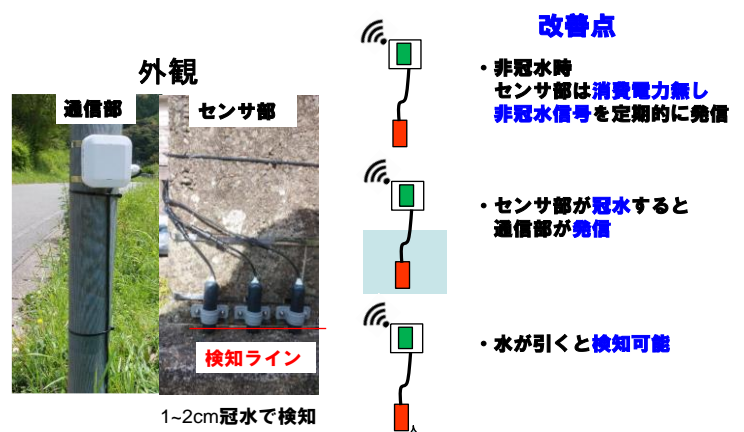 外観
通信部
センサ部
検知ライン
1~2cm冠水で検知
改善点
・非冠水時
センサ部は消費電力無し
非冠水信号を定期的に発信
・センサ部が冠水すると
通信部が発信
・水が引くと検知可能